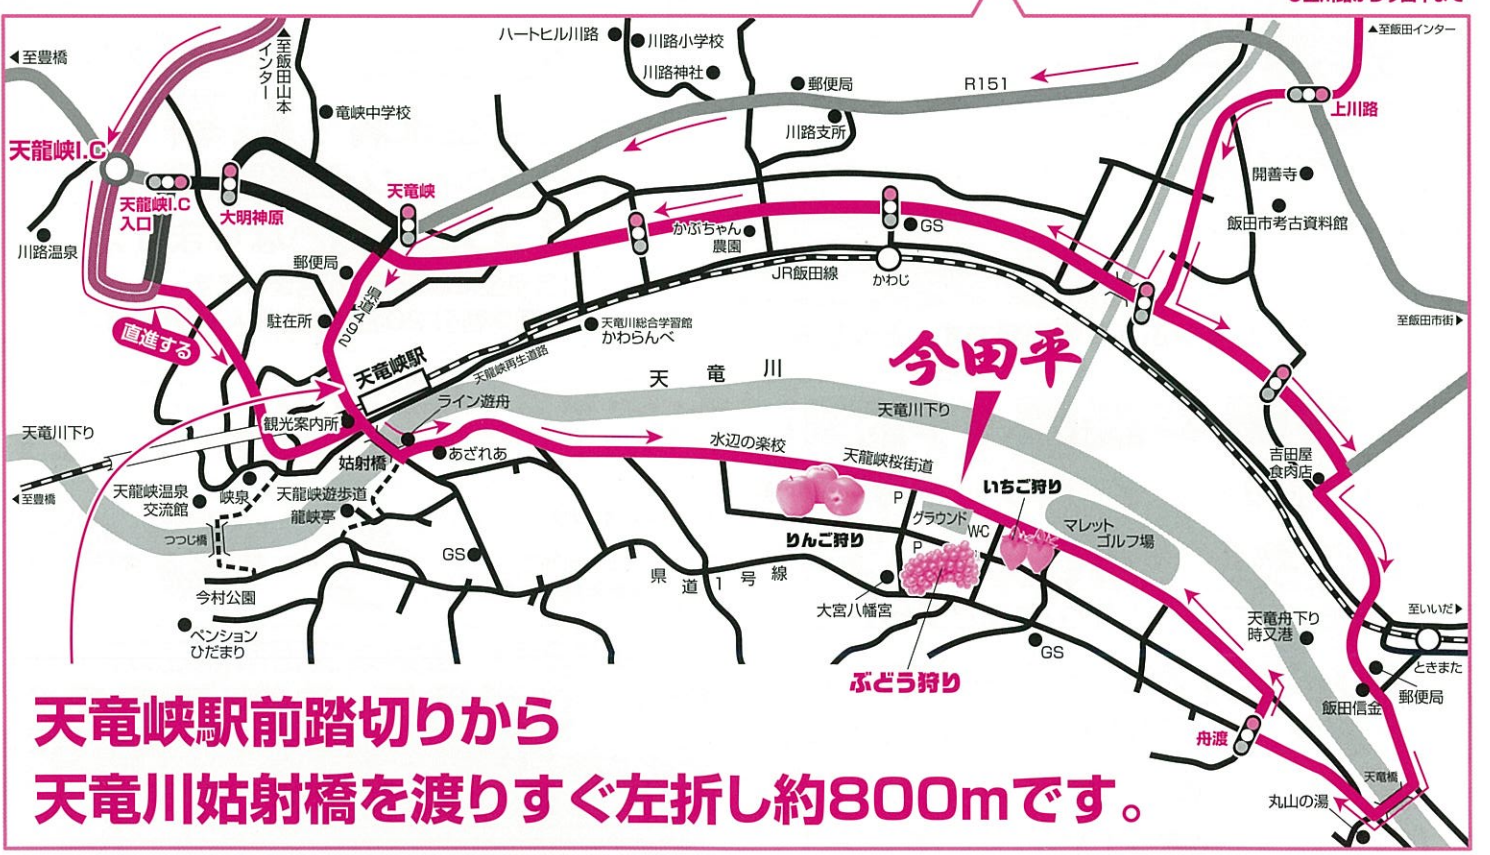 ◀至豊橋
▲至飯田山本
インター
ハートヒル川路
川路小学校
川路神社
郵便局
R151
▲至飯田インター
上川路
竜峡中学校
川路支所
天龍峡I.C
天龍峡I.C
入口
大明神原
天竜峡
開善寺
飯田市考古資料館
川路温泉
かぶちゃん
農園
GS
郵便局
JR飯田線
かわじ
県道492
駐在所
直進する
天竜川総合学習館
かわらんべ
至飯田市街▶
天竜峡駅
天龍峡再生道路
今田平
天竜川
ライン遊舟
天竜川下り
観光案内所
天竜川下り
水辺の楽校
姑射橋
あざれあ
天龍峡桜街道
吉田屋
食肉店
◀至豊橋
天龍峡温泉
交流館
峡泉
天龍峡遊歩道
龍峡亭
いちご狩り
P
グラウンド
W・C
マレット
ゴルフ場
つつじ橋
りんご狩り
P
GS
県道1号線
今村公園
大宮八幡宮
至いいだ▶
ペンション
ひだまり
天竜舟下り
時又港
GS
ときまた
ぶどう狩り
郵便局
飯田信金
舟渡
天竜橋
丸山の湯
天竜峡駅前踏切りから
天竜川姑射橋を渡りすぐ左折し約800mです。